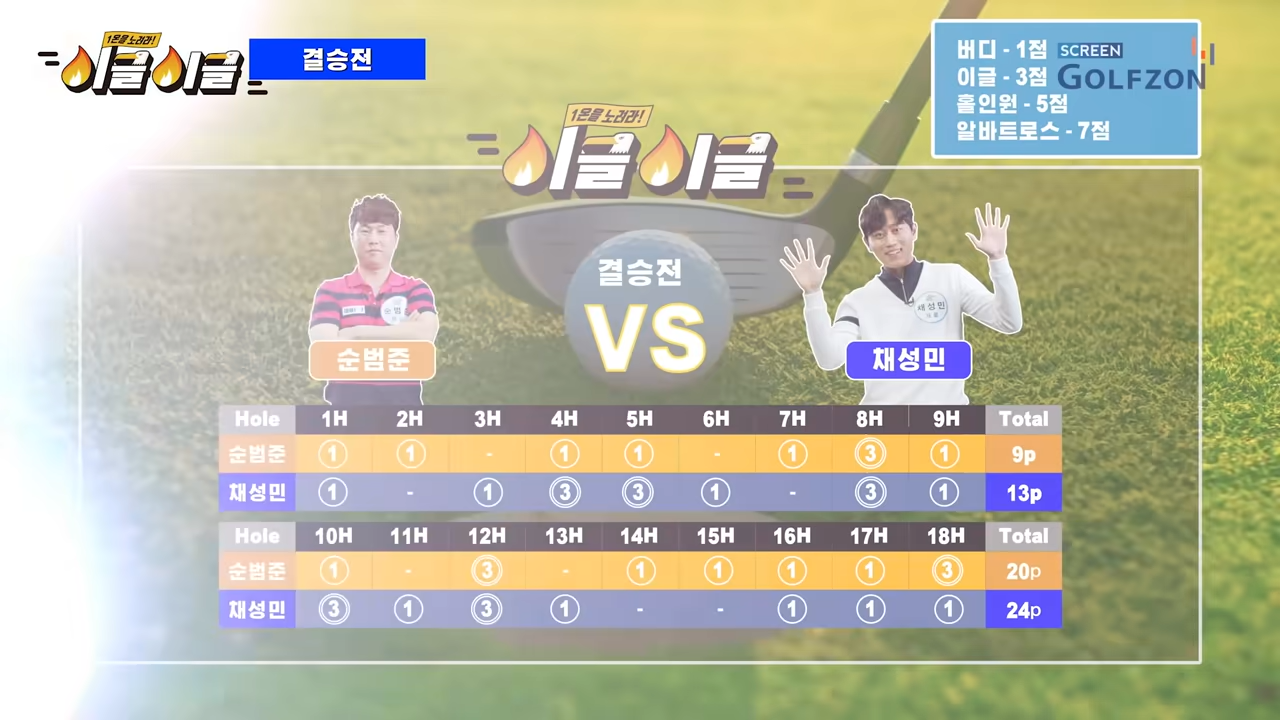 1온을 노려라!
이글이글
결승전
버디 - 1점
이글 - 3점
홀인원 - 5점
알바트로스 - 7점
SCREEN
GOLFZON
1온을 노려라!
이글이글
결승전
VS
순범준
채성민
채성민
Hole 1H 2H 3H 4H 5H 6H 7H 8H 9H Total
순범준 1 1 - 1 1 - 1 3 1 9p
채성민 1 - 1 3 3 1 - 3 1 13p
Hole 10H 11H 12H 13H 14H 15H 16H 17H 18H Total
순범준 1 - 3 - 1 1 1 1 3 20p
채성민 3 1 3 1 - - 1 1 1 24p